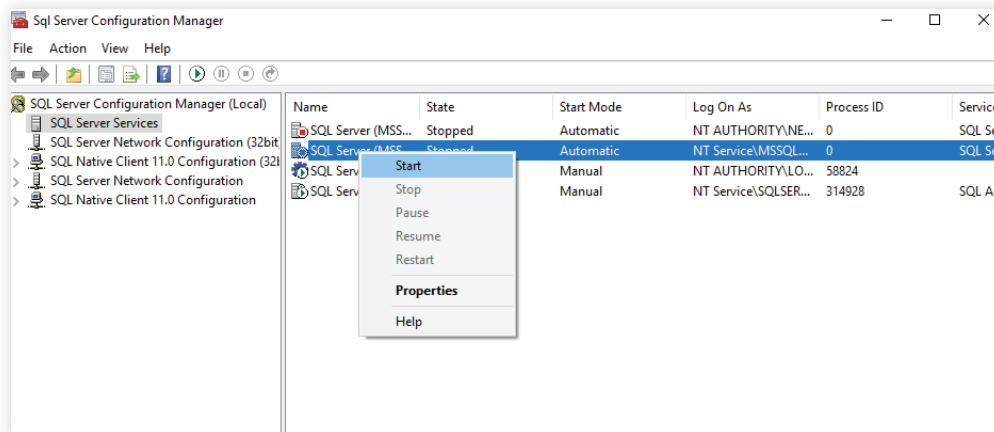 Sql Server Configuration Manager
File Action View Help
SQL Server Configuration Manager (Local)
SQL Server Services
SQL Server Network Configuration (32bit
SQL Native Client 11.0 Configuration (32
SQL Server Network Configuration
SQL Native Client 11.0 Configuration
Name State Start Mode Log On As Process ID Servic
SQL Server (MSS... Stopped Automatic NT AUTHORITY\NE... 0 SQL Se
SQL Server (MSS... Stopped Automatic NT Service\MSSQL... 0 SQL Se
SQL Serv Manual NT AUTHORITY\LO... 58824
SQL Serv Manual NT Service\SQLSER... 314928 SQL A
Start
Stop
Pause
Resume
Restart
Properties
Help